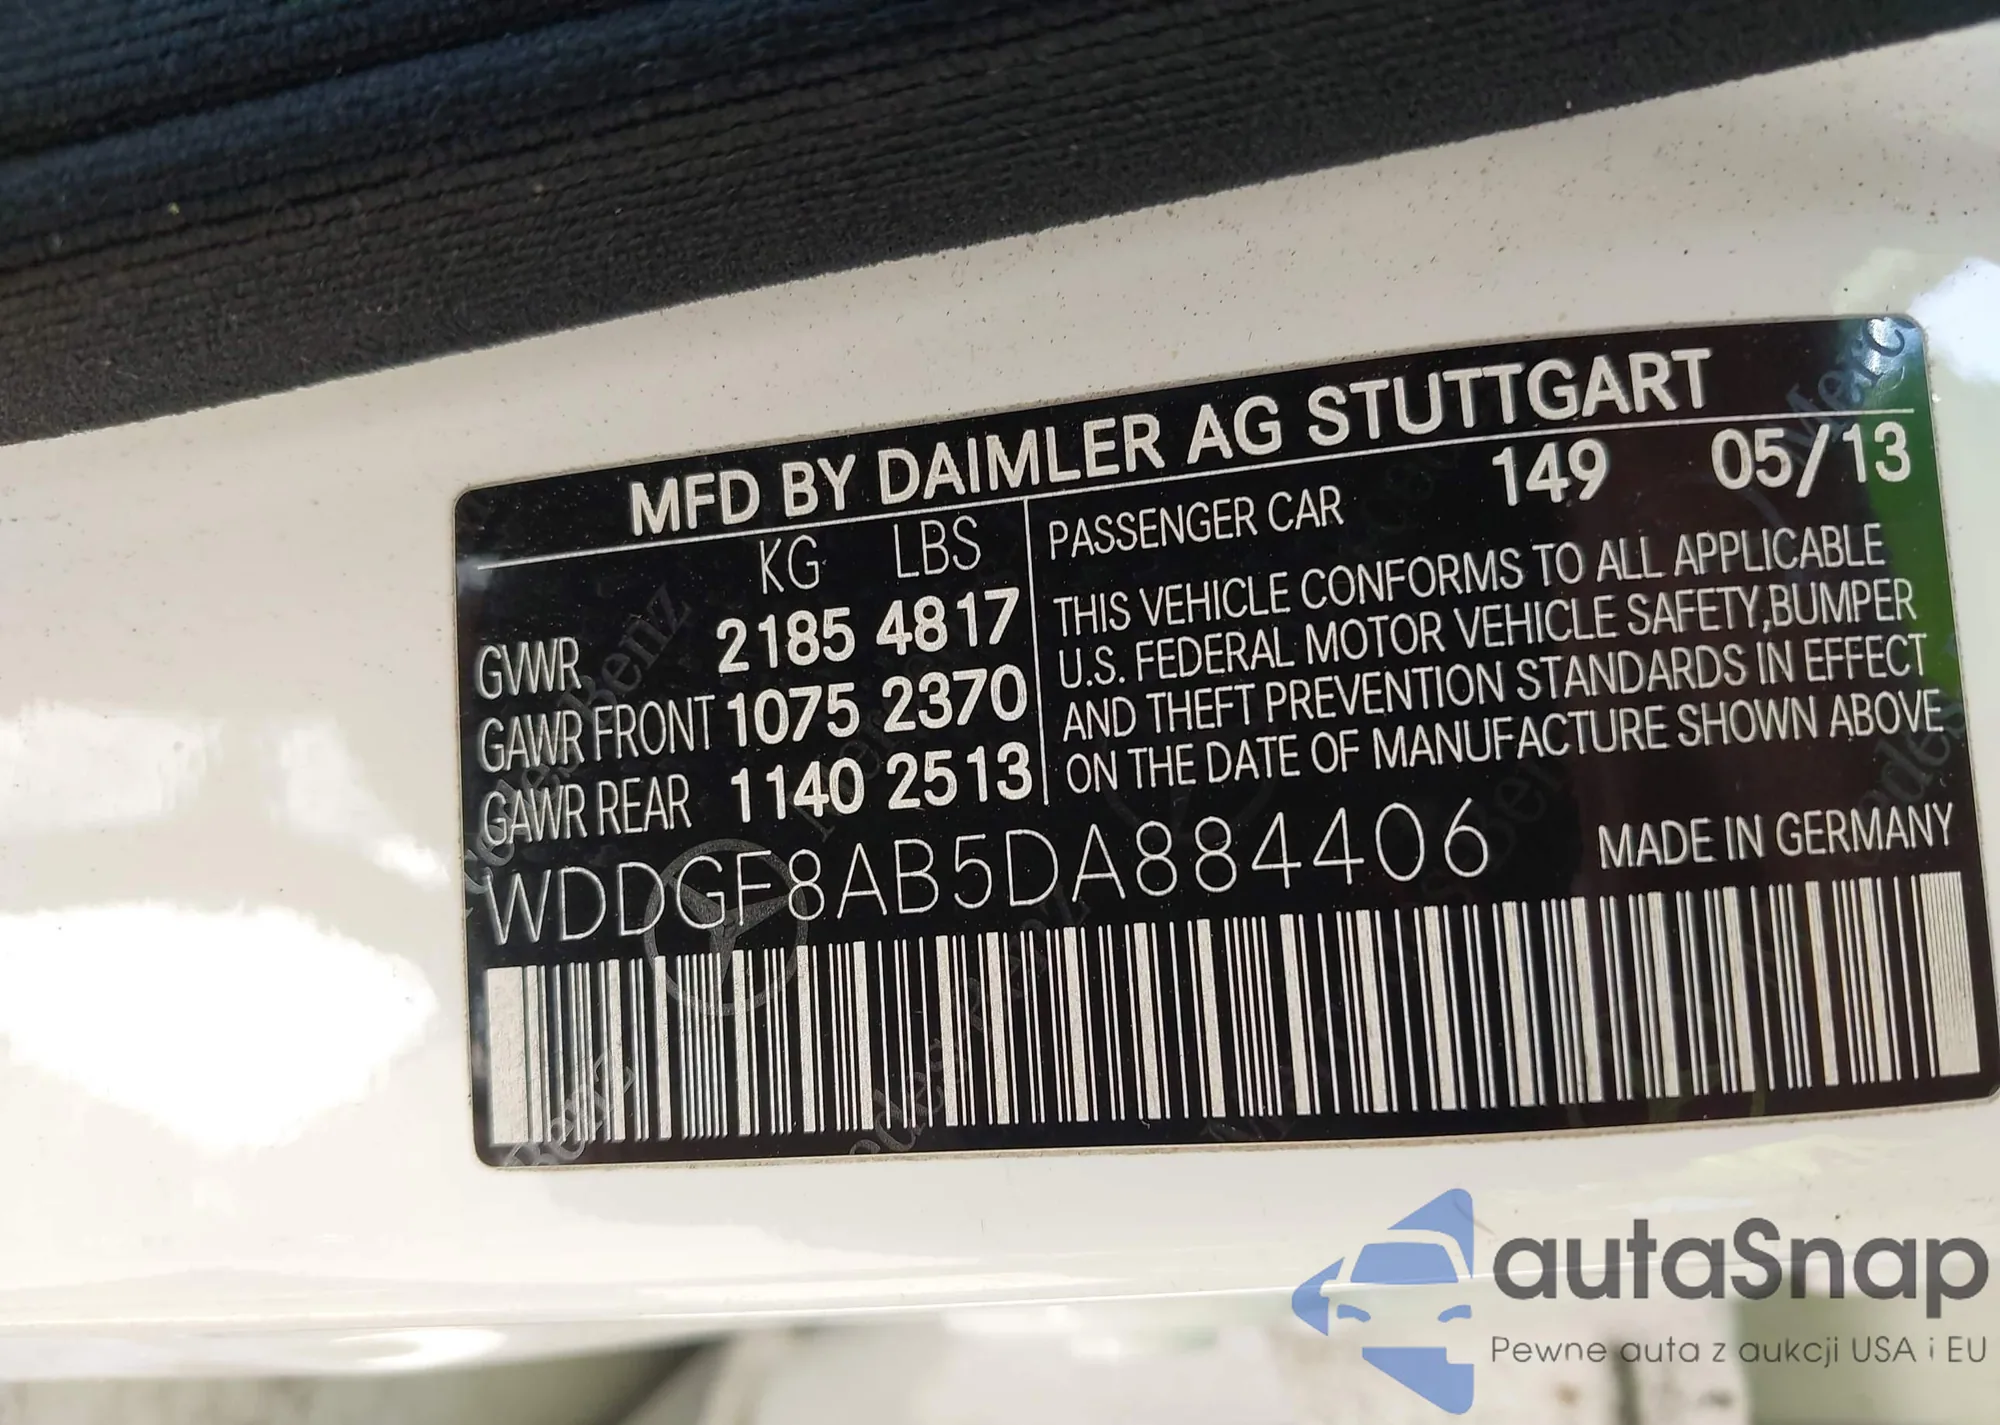 MFD BY DAIMLER AG STUTTGART
KG LBS
GVWR 2185 4817
GAWR FRONT 1075 2370
GAWR REAR 1140 2513
PASSENGER CAR 149 05/13
THIS VEHICLE CONFORMS TO ALL APPLICABLE
U.S. FEDERAL MOTOR VEHICLE SAFETY,BUMPER
AND THEFT PREVENTION STANDARDS IN EFFECT
ON THE DATE OF MANUFACTURE SHOWN ABOVE
WDDGF8AB5DA884406 MADE IN GERMANY
autaSnap
Pewne auta z aukcji USA i EU